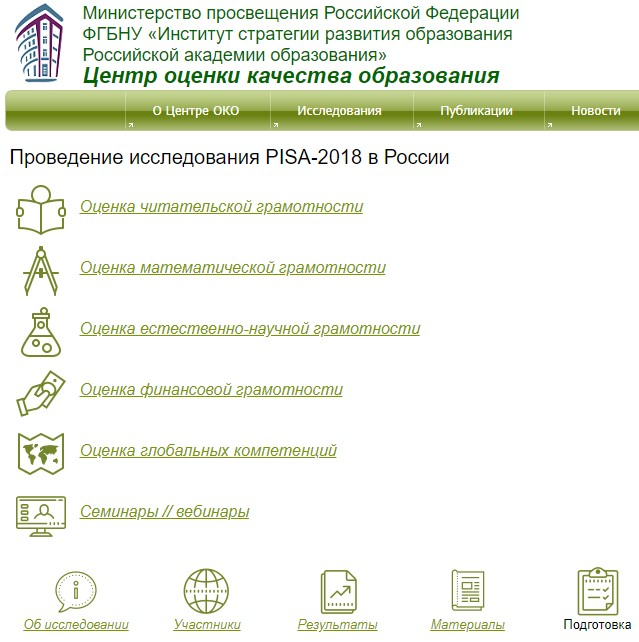 Министерство просвещения Российской Федерации
ФГБНУ «Институт стратегии развития образования
Российской академии образования»
Центр оценки качества образования
О Центре ОКО Исследования Публикации Новости
Проведение исследования PISA-2018 в России
Оценка читательской грамотности
Оценка математической грамотности
Оценка естественно-научной грамотности
Оценка финансовой грамотности
Оценка глобальных компетенций
Семинары // вебинары
Об исследовании Участники Результаты Материалы Подготовка